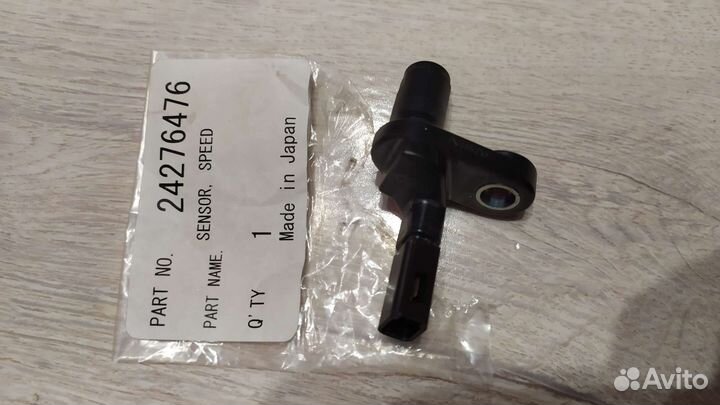 PART NO. 24276476
PART NAME. SENSOR, SPEED
Q'TY 1
Made in Japan
Avito